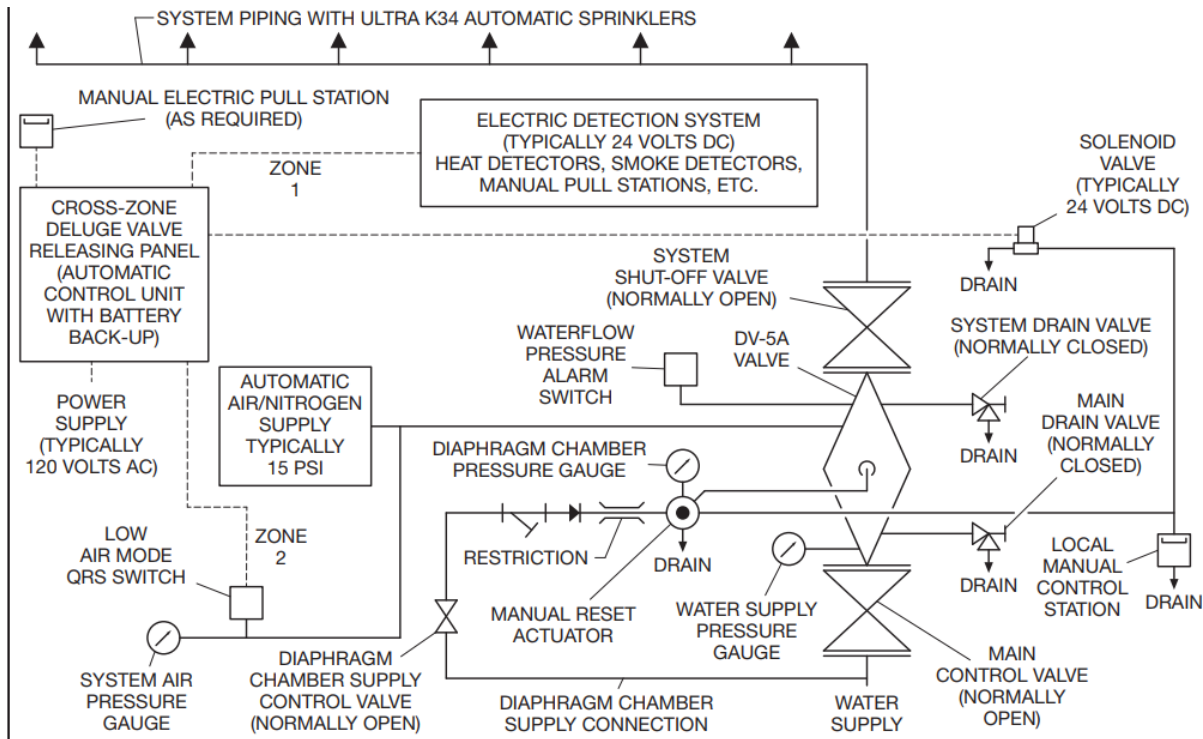 SYSTEM PIPING WITH ULTRA K34 AUTOMATIC SPRINKLERS
MANUAL ELECTRIC PULL STATION
(AS REQUIRED)
ELECTRIC DETECTION SYSTEM
(TYPICALLY 24 VOLTS DC)
HEAT DETECTORS, SMOKE DETECTORS,
MANUAL PULL STATIONS, ETC.
SOLENOID
VALVE
(TYPICALLY
24 VOLTS DC)
ZONE
1
CROSS-ZONE
DELUGE VALVE
RELEASING PANEL
(AUTOMATIC
CONTROL UNIT
WITH BATTERY
BACK-UP)
SYSTEM
SHUT-OFF VALVE
(NORMALLY OPEN)
DRAIN
WATERFLOW
PRESSURE
ALARM
SWITCH
DV-5A
VALVE
SYSTEM DRAIN VALVE
(NORMALLY CLOSED)
AUTOMATIC
AIR/NITROGEN
SUPPLY
TYPICALLY
15 PSI
POWER
SUPPLY
(TYPICALLY
120 VOLTS AC)
MAIN
DRAIN VALVE
(NORMALLY
CLOSED)
DRAIN
DIAPHRAGM CHAMBER
PRESSURE GAUGE
LOW
AIR MODE
QRS SWITCH
ZONE
2
RESTRICTION
DRAIN
DRAIN
LOCAL
MANUAL
CONTROL
STATION
DRAIN
MANUAL RESET
ACTUATOR
WATER SUPPLY
PRESSURE
GAUGE
SYSTEM AIR
PRESSURE
GAUGE
DIAPHRAGM
CHAMBER SUPPLY
CONTROL VALVE
(NORMALLY OPEN)
DIAPHRAGM CHAMBER
SUPPLY CONNECTION
WATER
SUPPLY
MAIN
CONTROL VALVE
(NORMALLY
OPEN)